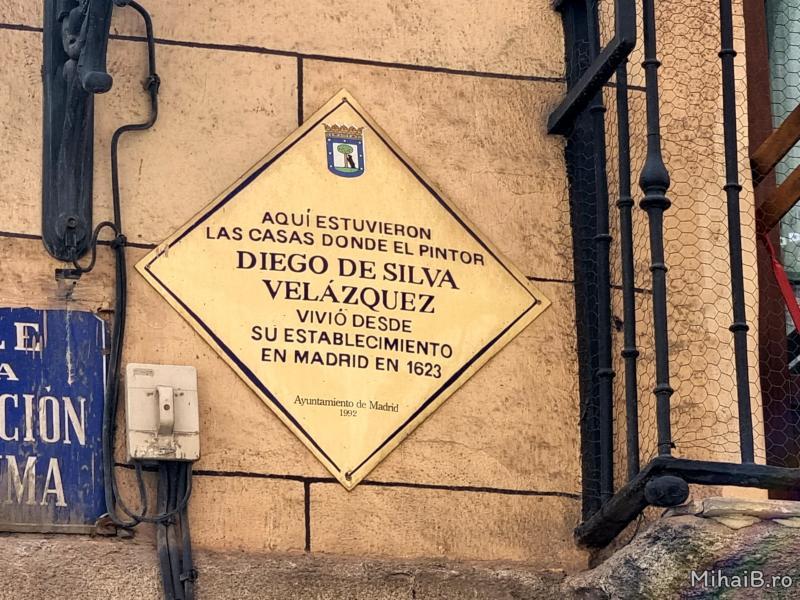 AQUÍ ESTUVIERON
LAS CASAS DONDE EL PINTOR
DIEGO DE SILVA
VELÁZQUEZ
VIVIÓ DESDE
SU ESTABLECIMIENTO
EN MADRID EN 1623
Ayuntamiento de Madrid
1992
LE
A
CIÓN
MA
MihaiB.ro